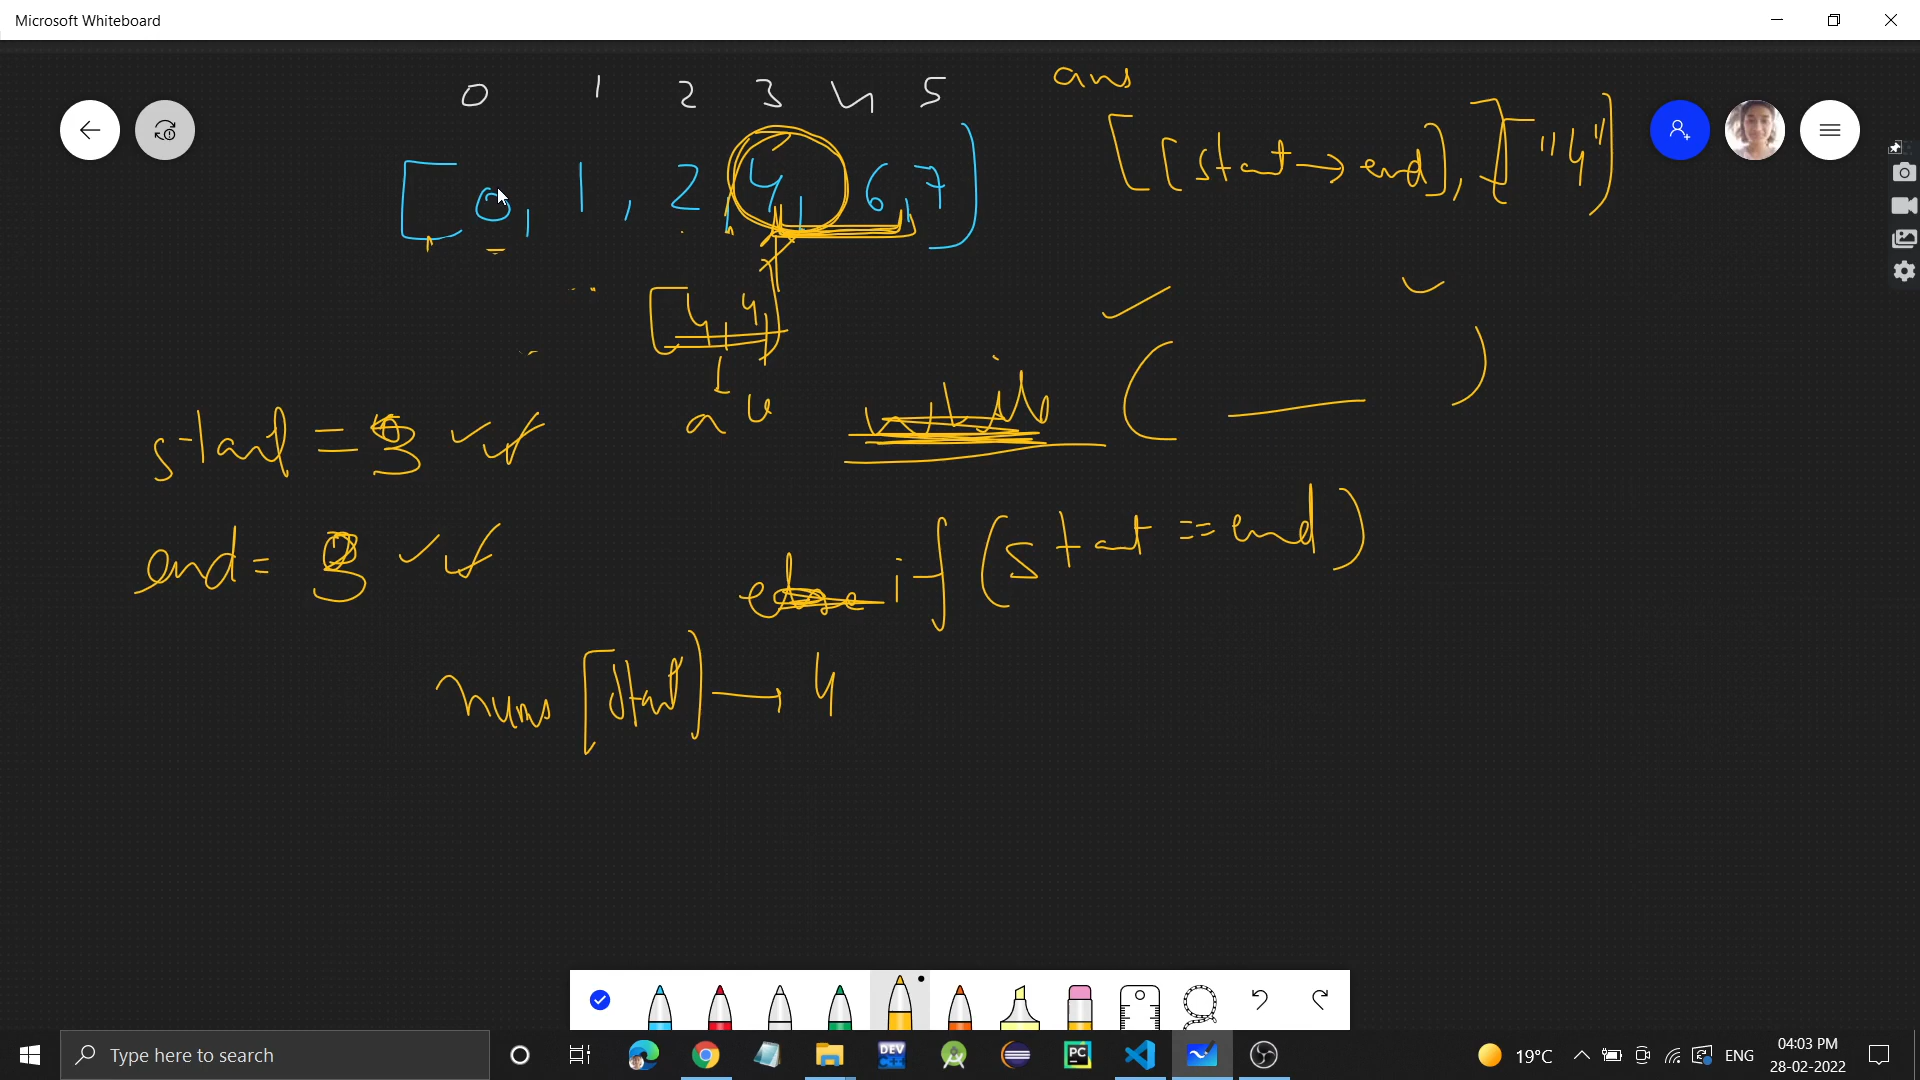 Microsoft Whiteboard
0 1 2 3 4 5
ans
[0, 1, 2, 4, 6, 7]
[[start→end], ["4"]
[4, 4]
a
while ( )
start = 3
end = 3
else if (start == end)
nums [start] → 4
Type here to search
DEV
C++
PC
19°C
ENG
04:03 PM
28-02-2022